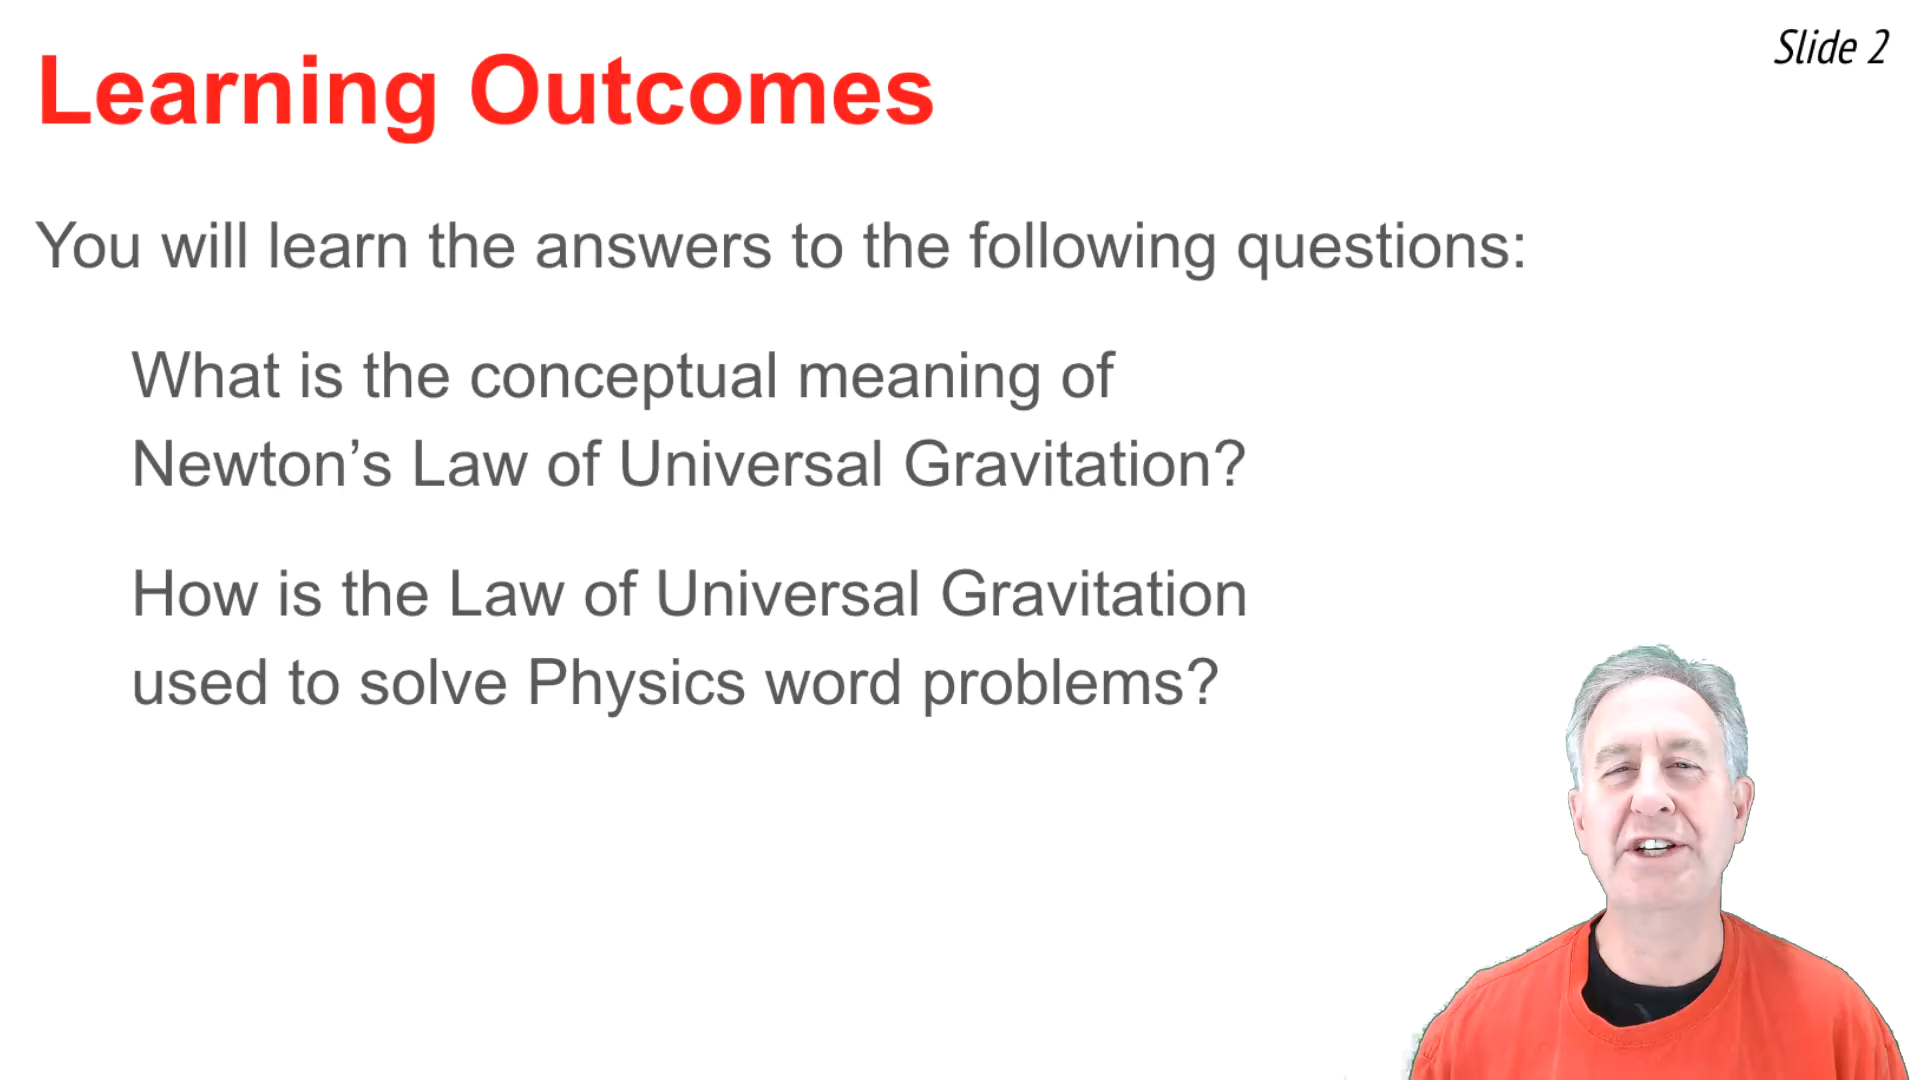 Slide 2
Learning Outcomes
You will learn the answers to the following questions:
What is the conceptual meaning of
Newton’s Law of Universal Gravitation?
How is the Law of Universal Gravitation
used to solve Physics word problems?